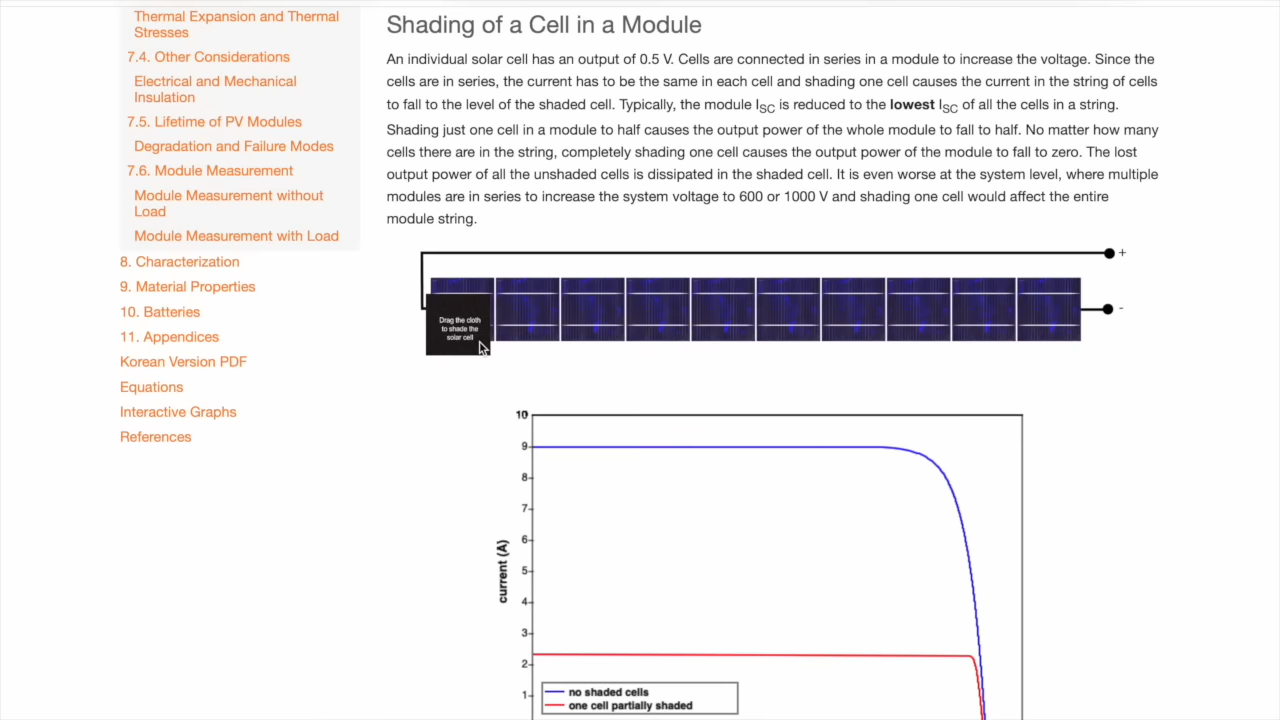 Thermal Expansion and Thermal
Stresses
7.4. Other Considerations
Electrical and Mechanical
Insulation
7.5. Lifetime of PV Modules
Degradation and Failure Modes
7.6. Module Measurement
Module Measurement without
Load
Module Measurement with Load
8. Characterization
9. Material Properties
10. Batteries
11. Appendices
Korean Version PDF
Equations
Interactive Graphs
References
Shading of a Cell in a Module
An individual solar cell has an output of 0.5 V. Cells are connected in series in a module to increase the voltage. Since the
cells are in series, the current has to be the same in each cell and shading one cell causes the current in the string of cells
to fall to the level of the shaded cell. Typically, the module ISC is reduced to the lowest ISC of all the cells in a string.
Shading just one cell in a module to half causes the output power of the whole module to fall to half. No matter how many
cells there are in the string, completely shading one cell causes the output power of the module to fall to zero. The lost
output power of all the unshaded cells is dissipated in the shaded cell. It is even worse at the system level, where multiple
modules are in series to increase the system voltage to 600 or 1000 V and shading one cell would affect the entire
module string.
+
-
Drag the cloth
to shade the
solar cell
10
9
8
7
6
5
4
3
2
1
current (A)
no shaded cells
one cell partially shaded